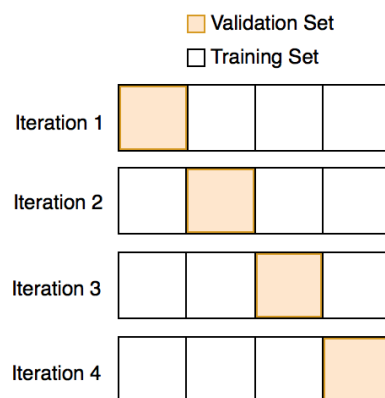 Validation Set
Training Set
Iteration 1
Iteration 2
Iteration 3
Iteration 4